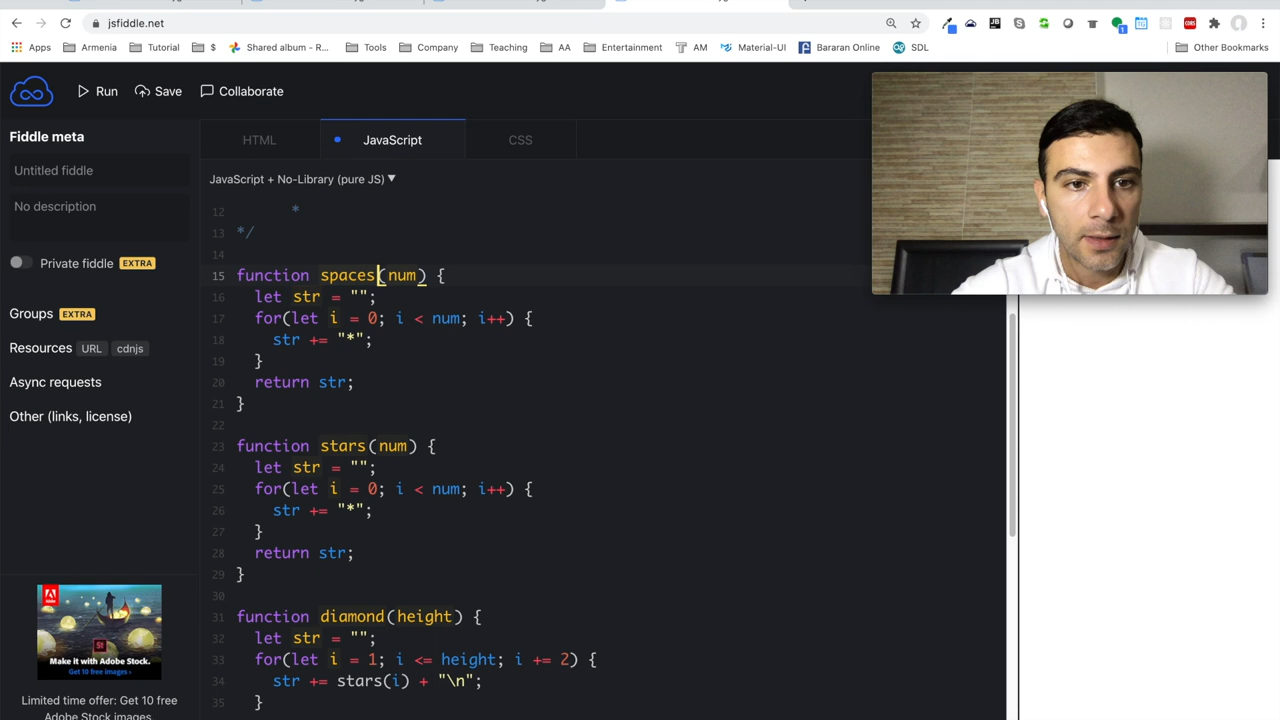 jsfiddle.net
Apps Armenia Tutorial $ Shared album - R... Tools Company Teaching AA Entertainment AM Material-UI Bararan Online SDL Other Bookmarks
Run Save Collaborate
Fiddle meta
Untitled fiddle
No description
Private fiddle EXTRA
Groups EXTRA
Resources URL cdnjs
Async requests
Other (links, license)
Make it with Adobe Stock.
Get 10 free images ›
Limited time offer: Get 10 free
Adobe Stock images
HTML JavaScript CSS
JavaScript + No-Library (pure JS) ▼
12 *
13 */
14
15 function spaces(num) {
16 let str = "";
17 for(let i = 0; i < num; i++) {
18 str += "*";
19 }
20 return str;
21 }
22
23 function stars(num) {
24 let str = "";
25 for(let i = 0; i < num; i++) {
26 str += "*";
27 }
28 return str;
29 }
30
31 function diamond(height) {
32 let str = "";
33 for(let i = 1; i <= height; i += 2) {
34 str += stars(i) + "\n";
35 }